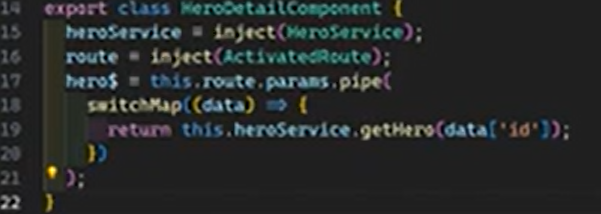 14 export class HeroDetailComponent {
15 heroService = inject(HeroService);
16 route = inject(ActivatedRoute);
17 hero$ = this.route.params.pipe(
18 switchMap((data) => {
19 return this.heroService.getHero(data['id']);
20 })
21 );
22 }